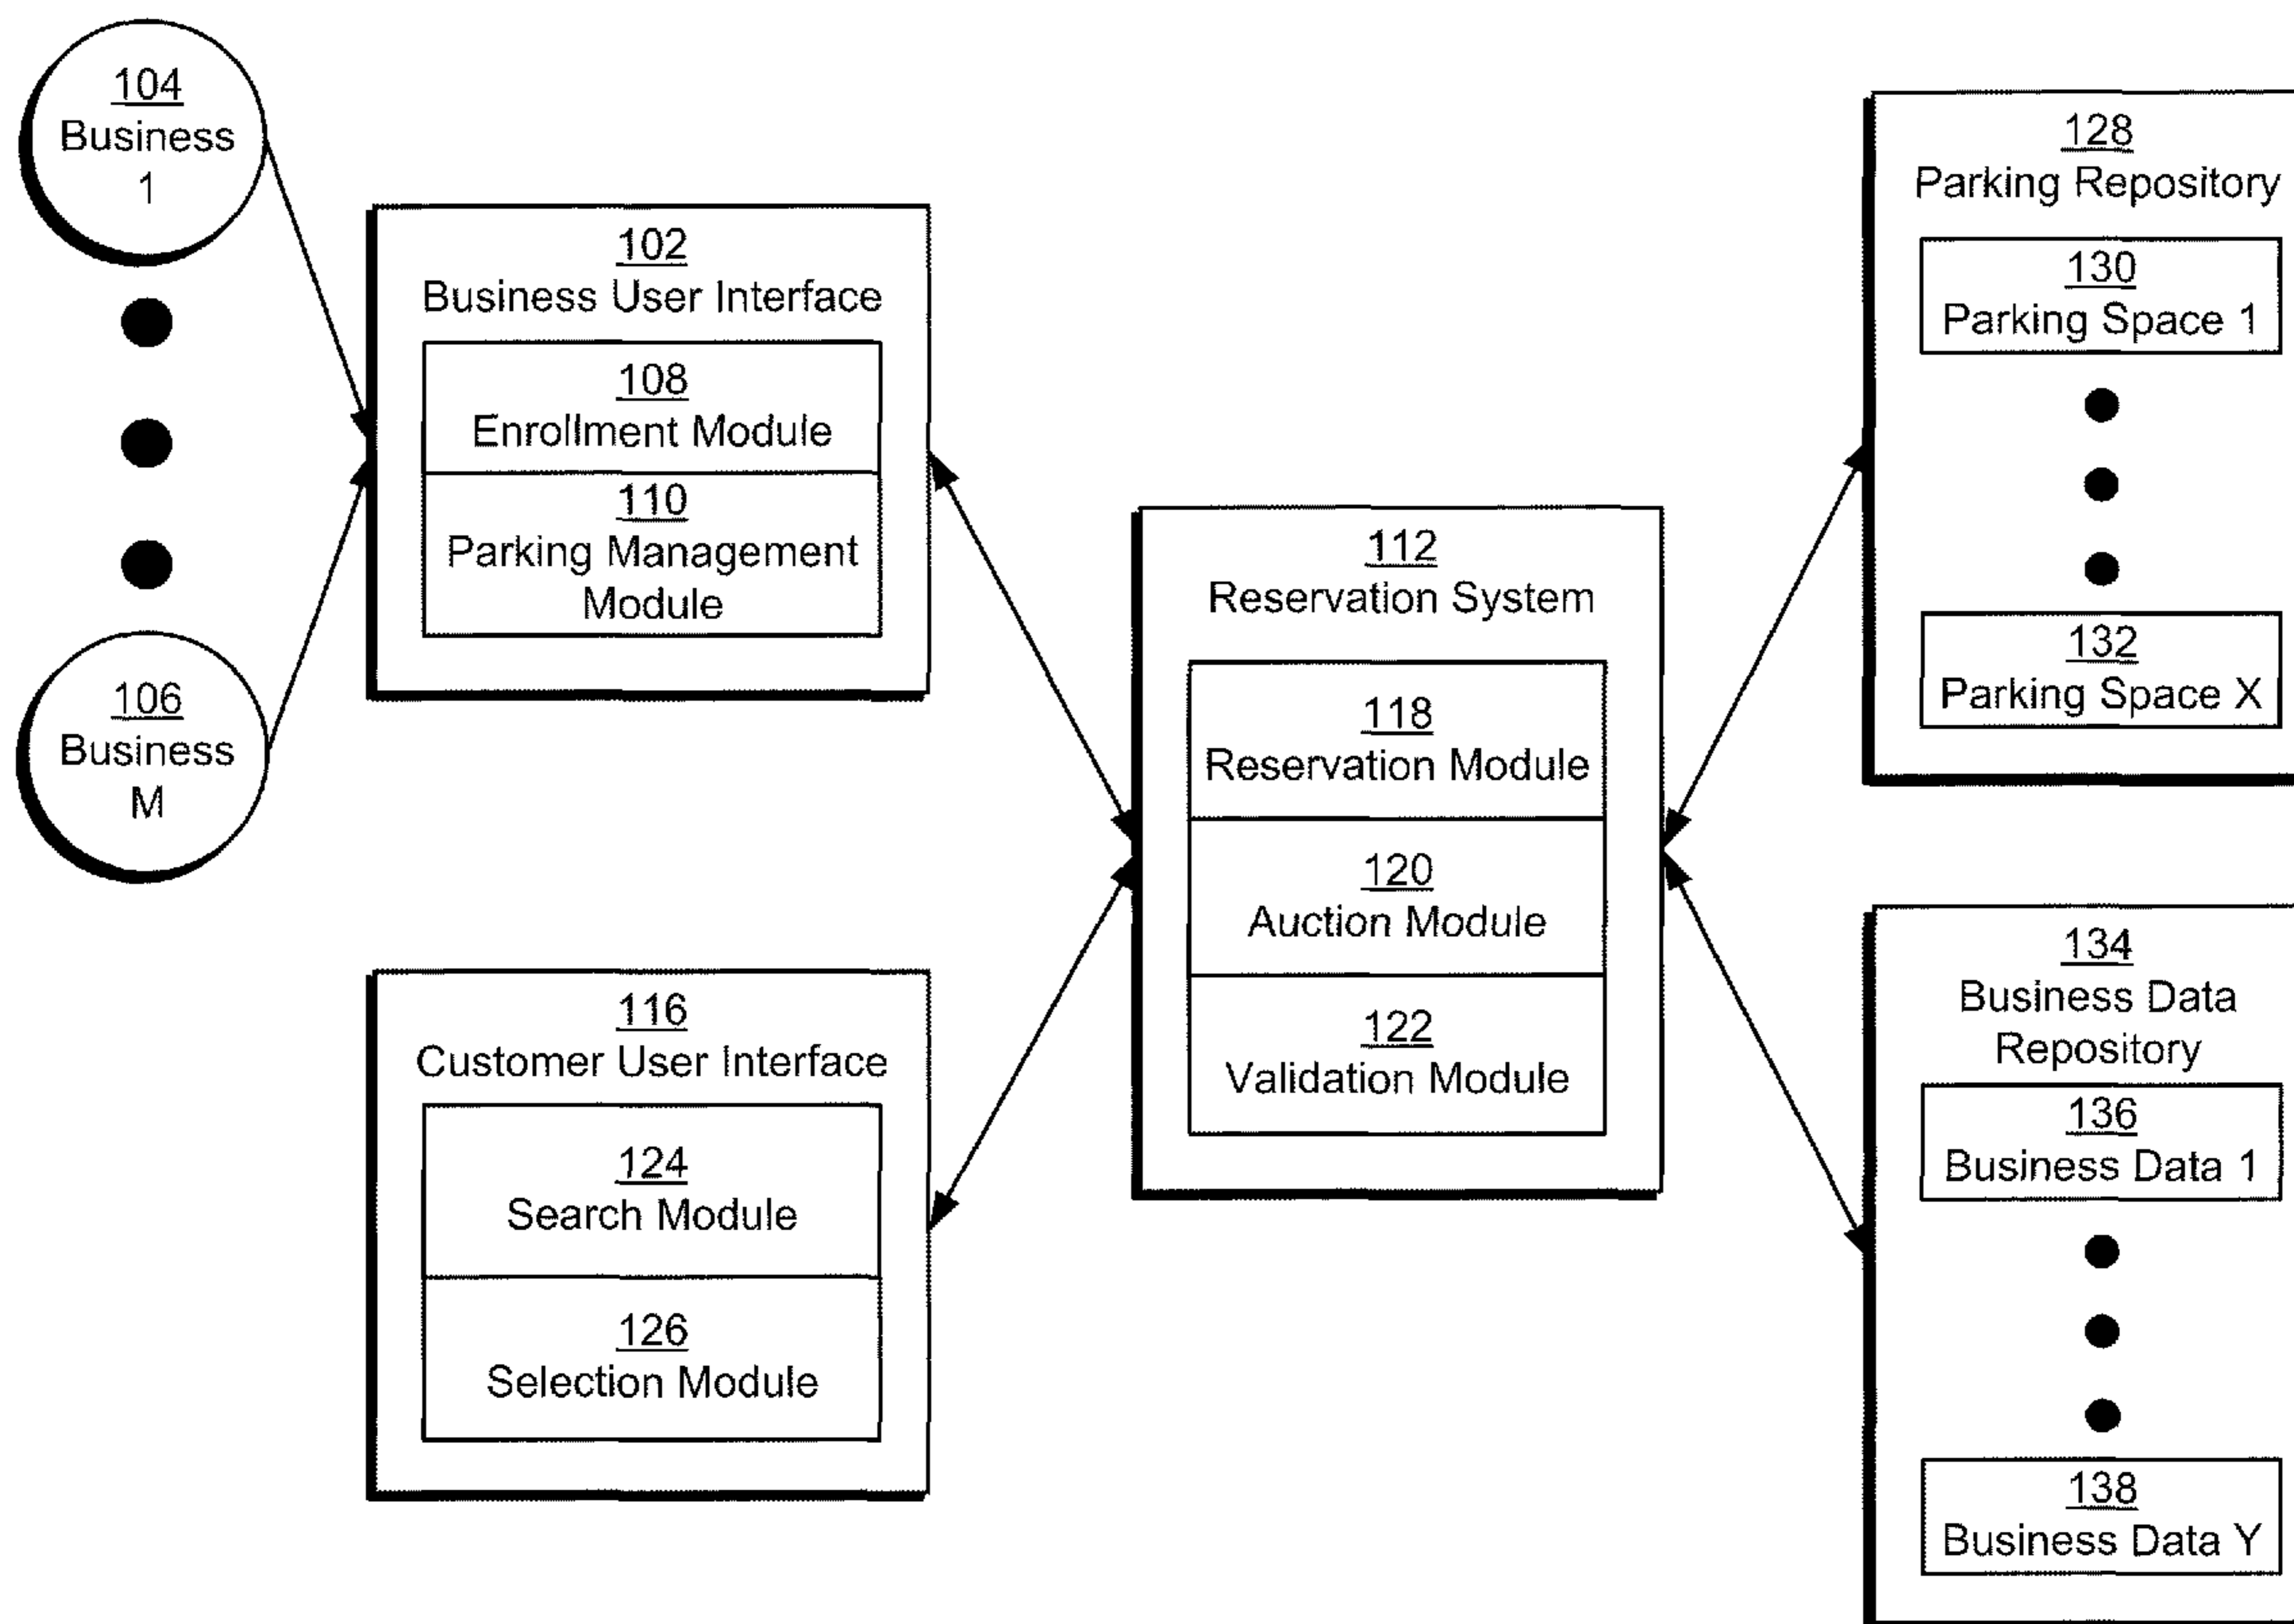 104
Business
1
106
Business
M
102
Business User Interface
108
Enrollment Module
110
Parking Management
Module
116
Customer User Interface
124
Search Module
126
Selection Module
112
Reservation System
118
Reservation Module
120
Auction Module
122
Validation Module
128
Parking Repository
130
Parking Space 1
132
Parking Space X
134
Business Data
Repository
136
Business Data 1
138
Business Data Y